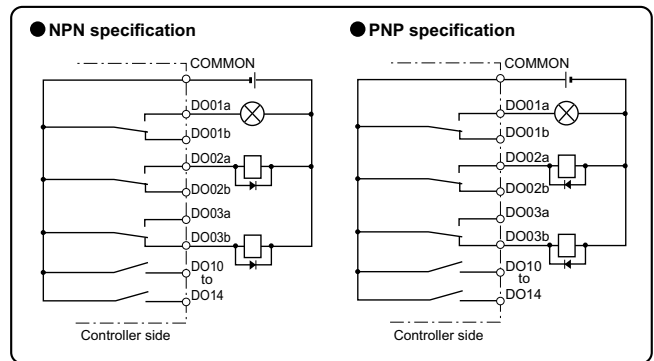 NPN specification
COMMON
DO01a
DO01b
DO02a
DO02b
DO03a
DO03b
DO10
to
DO14
Controller side
PNP specification
COMMON
DO01a
DO01b
DO02a
DO02b
DO03a
DO03b
DO10
to
DO14
Controller side